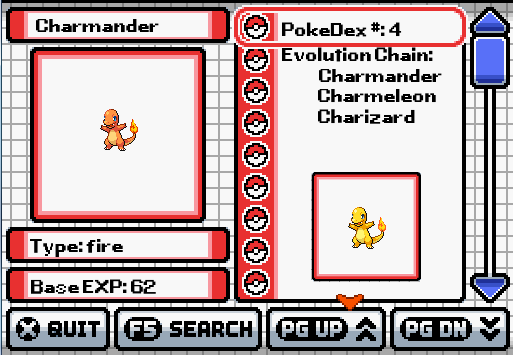 Charmander
PokeDex #: 4
Evolution Chain:
Charmander
Charmeleon
Charizard
Type: fire
Base EXP: 62
X QUIT
F5 SEARCH
PG UP
PG DN